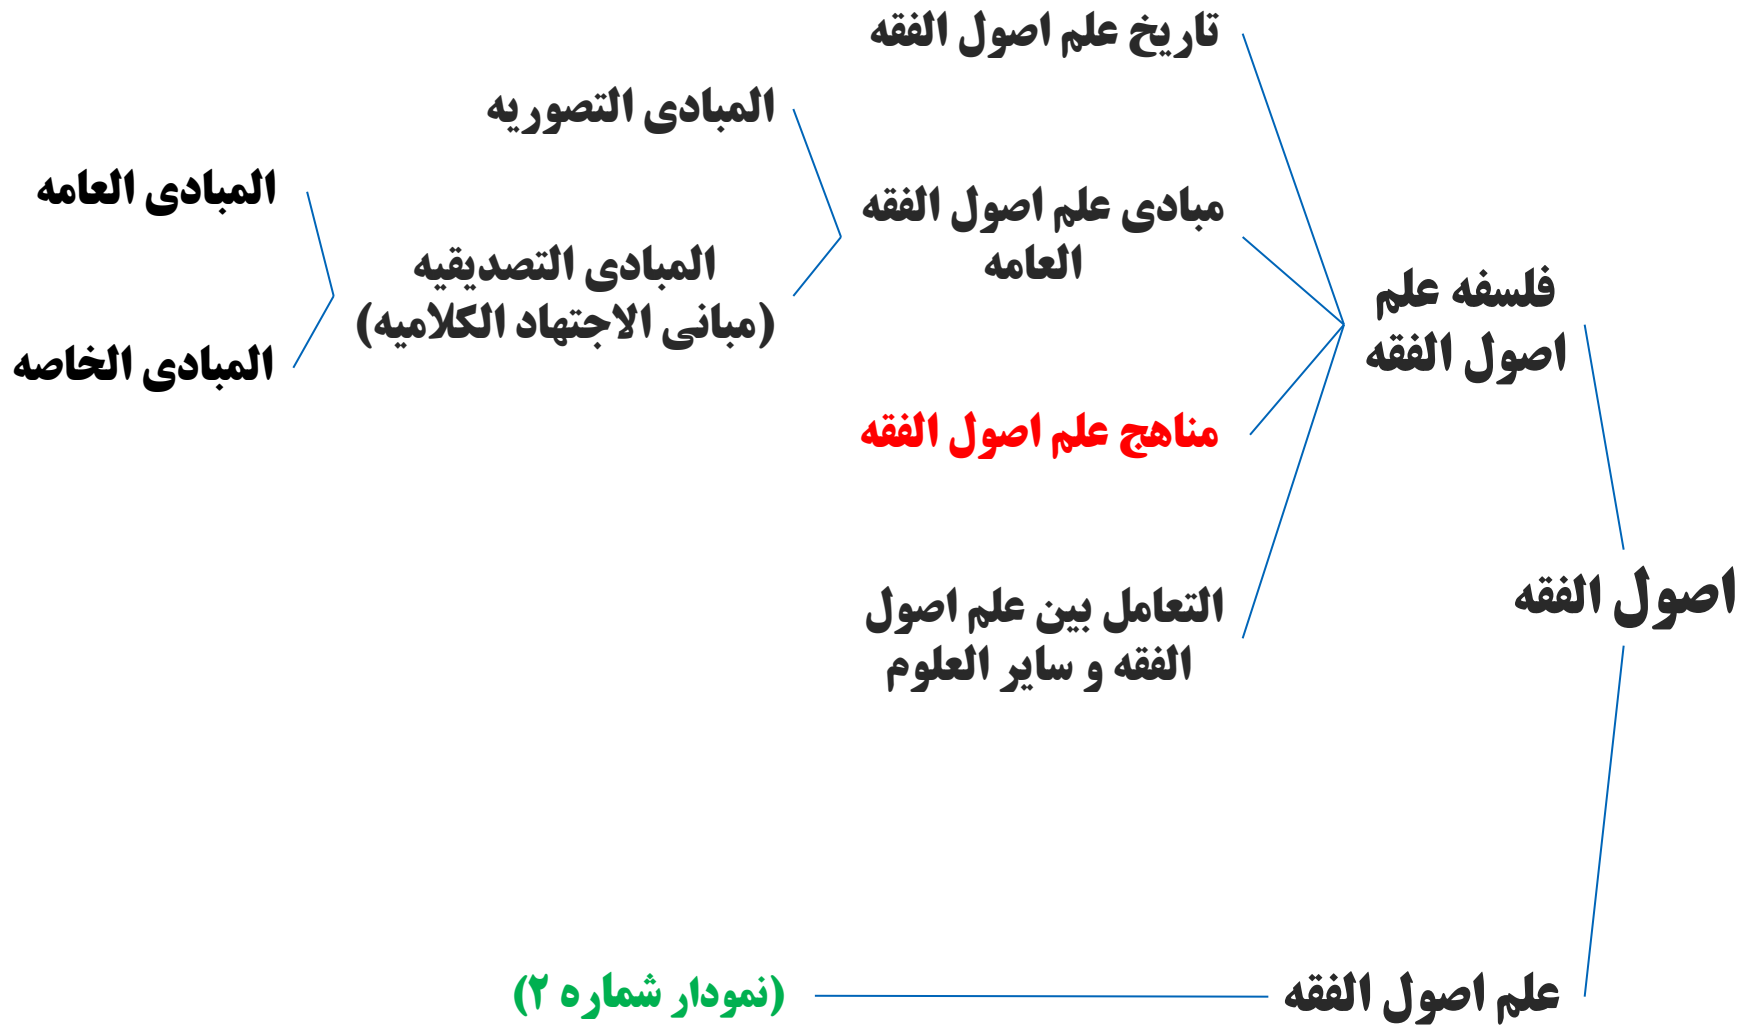 اصول الفقه
فلسفه علم
اصول الفقه
تاریخ علم اصول الفقه
مبادی علم اصول الفقه
العامه
المبادی التصوریه
المبادی التصدیقیه
(مبانی الاجتهاد الکلامیه)
المبادی العامه
المبادی الخاصه
مناهج علم اصول الفقه
التعامل بین علم اصول
الفقه و سایر العلوم
علم اصول الفقه
(نمودار شماره ۲)